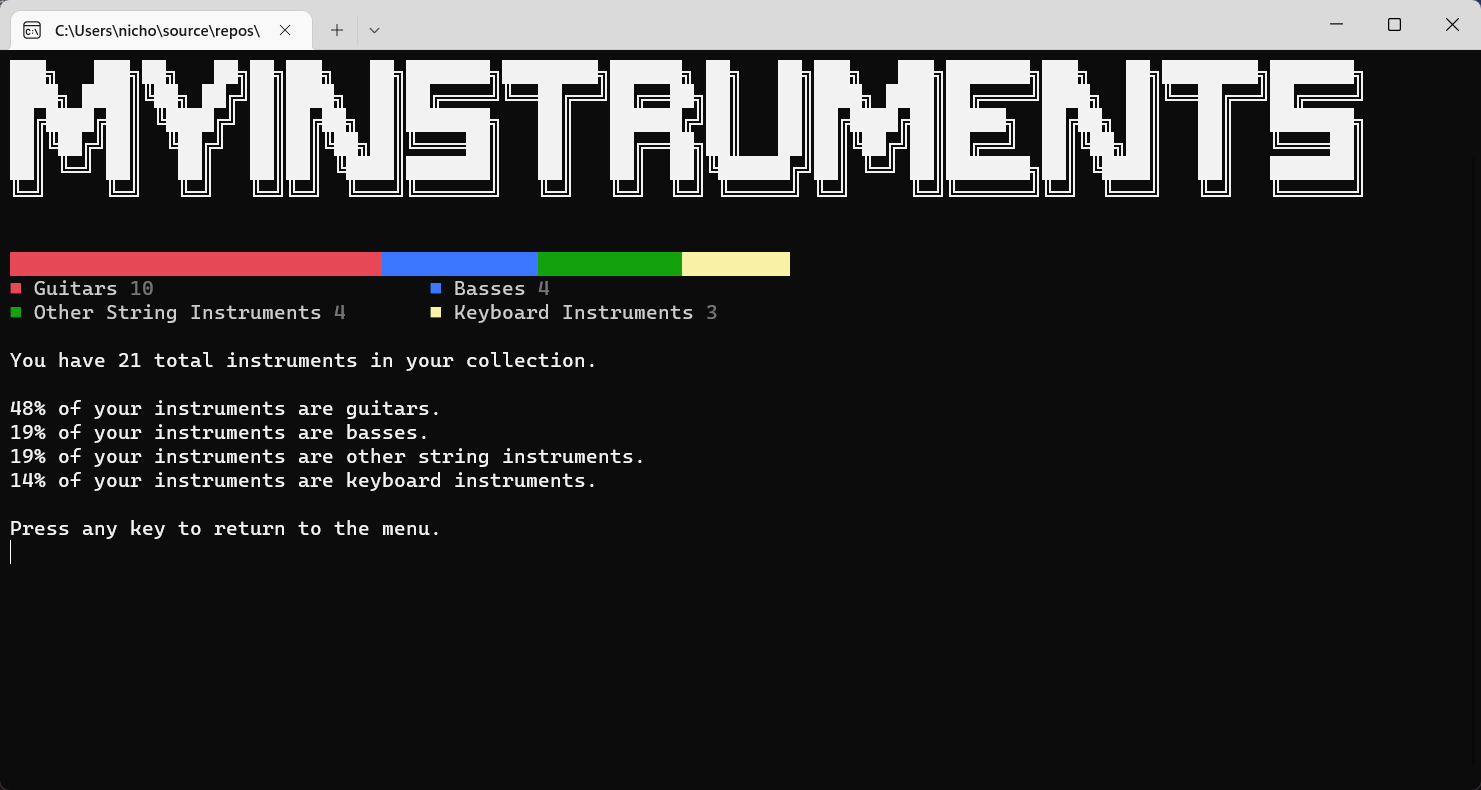 C:\Users\nicho\source\repos\
MYINSTRUMENTS
Guitars 10
Basses 4
Other String Instruments 4
Keyboard Instruments 3
You have 21 total instruments in your collection.
48% of your instruments are guitars.
19% of your instruments are basses.
19% of your instruments are other string instruments.
14% of your instruments are keyboard instruments.
Press any key to return to the menu.